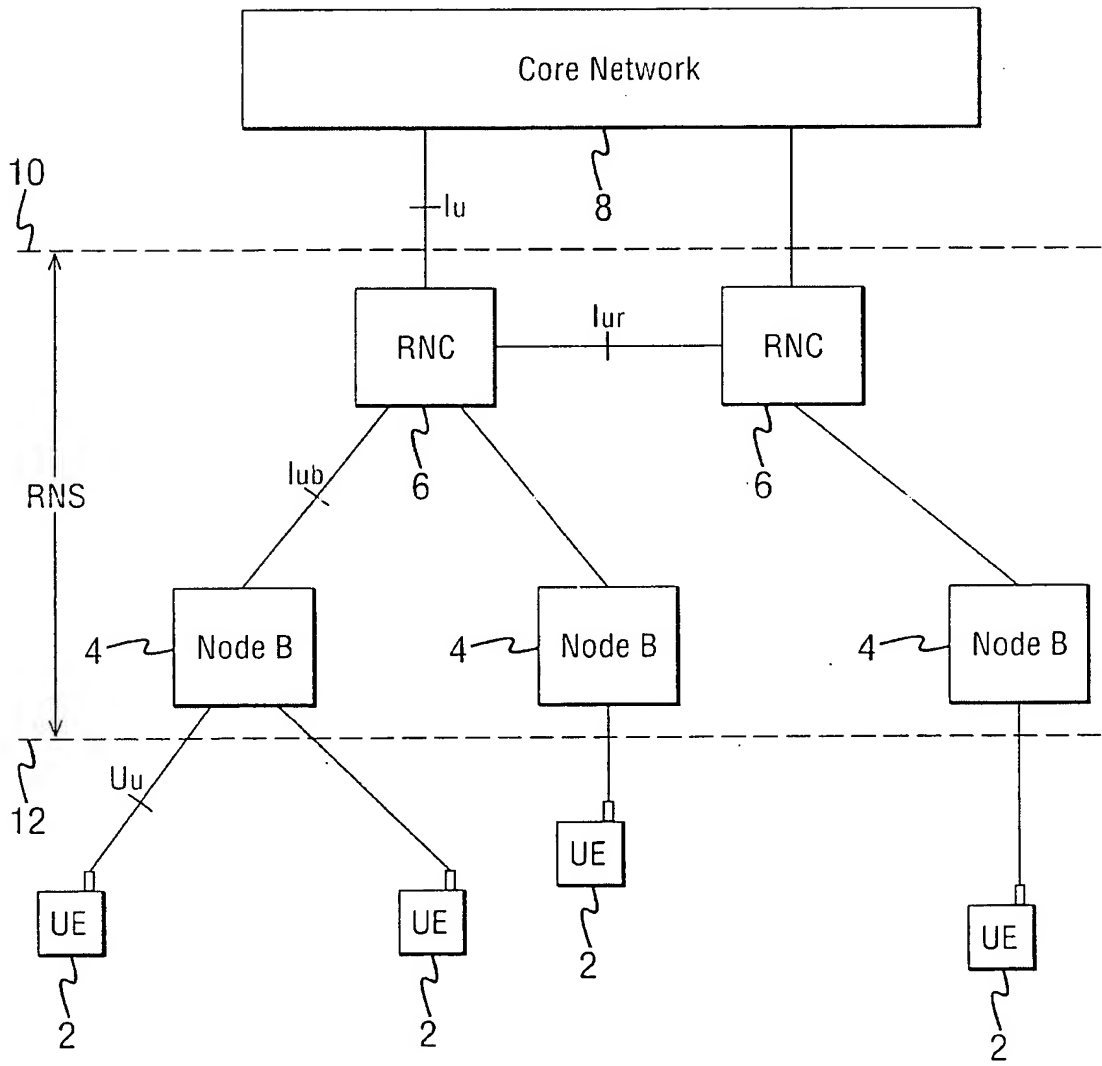 Core Network
10
Iu
8
RNC
Iur
RNC
6
6
Iub
RNS
4
Node B
4
Node B
4
Node B
Uu
12
UE
UE
UE
UE
2
2
2
2